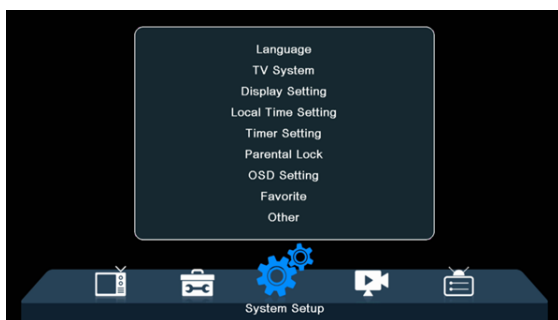 Language
TV System
Display Setting
Local Time Setting
Timer Setting
Parental Lock
OSD Setting
Favorite
Other
System Setup